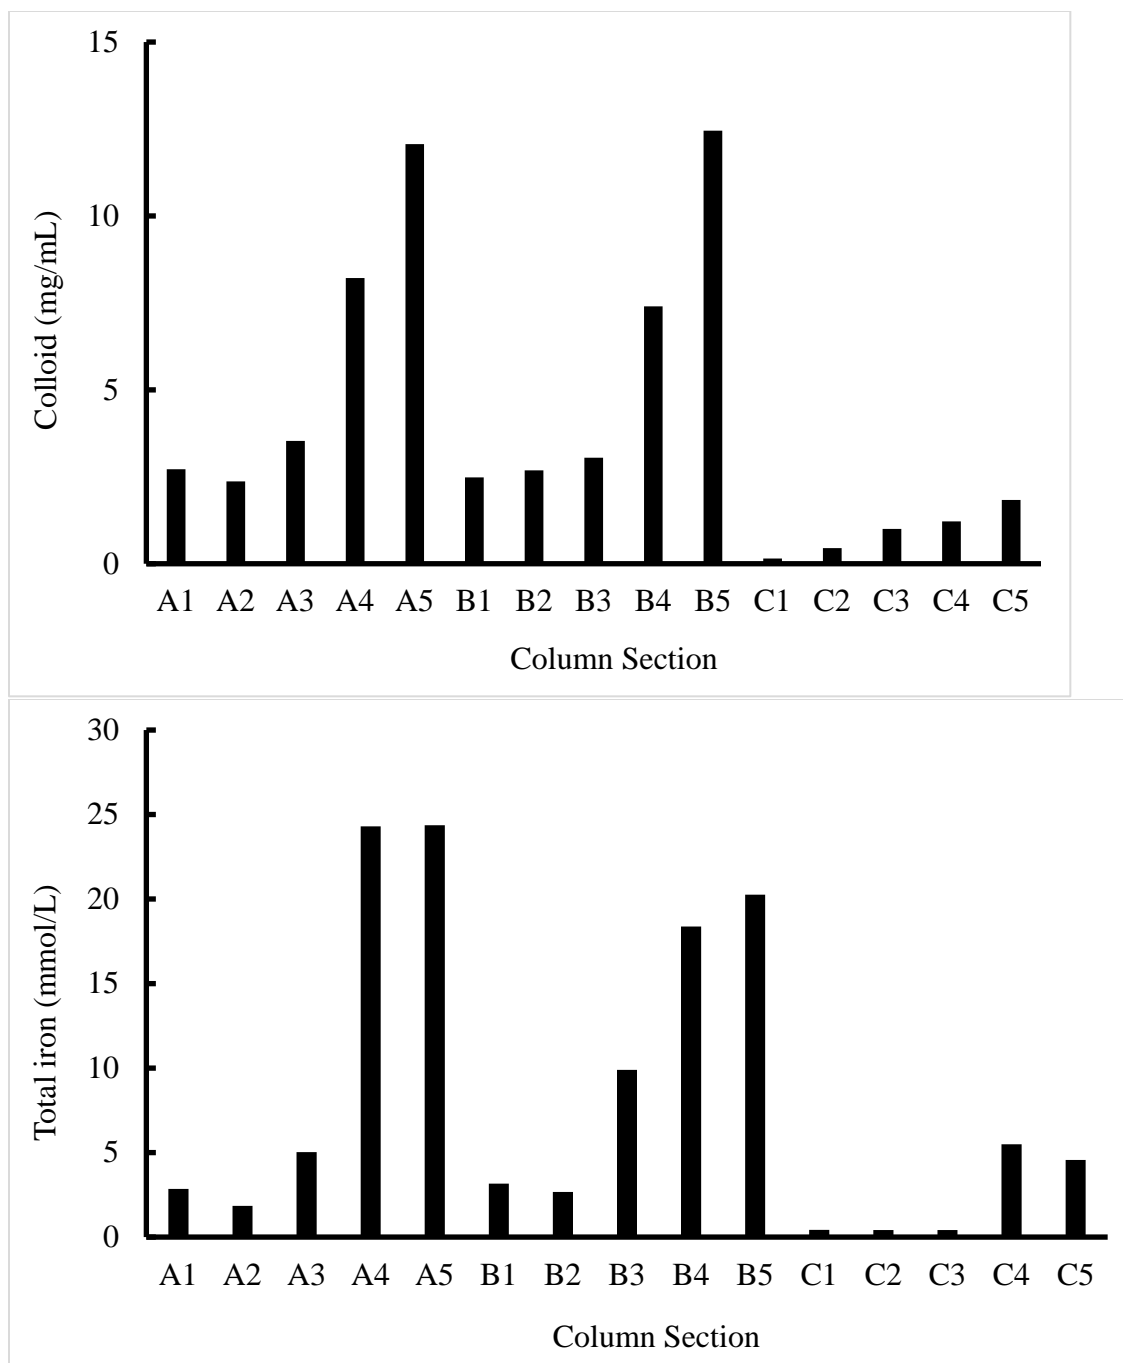 15
10
5
0
Colloid (mg/mL)
A1 A2 A3 A4 A5 B1 B2 B3 B4 B5 C1 C2 C3 C4 C5
Column Section
30
25
20
15
10
5
0
Total iron (mmol/L)
A1 A2 A3 A4 A5 B1 B2 B3 B4 B5 C1 C2 C3 C4 C5
Column Section